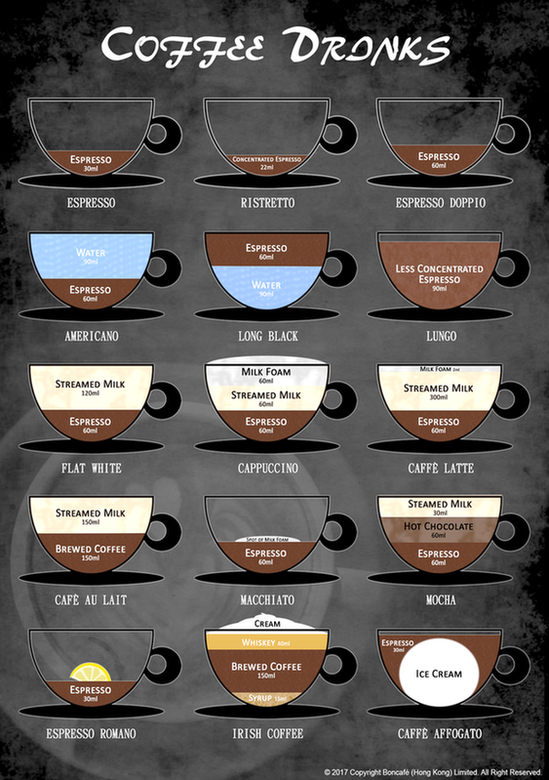 Coffee Drinks
Espresso
30ml
Concentrated Espresso
22ml
Espresso
60ml
ESPRESSO
RISTRETTO
ESPRESSO DOPPIO
Water
90ml
Espresso
60ml
Espresso
60ml
Water
90ml
Less Concentrated
Espresso
90ml
AMERICANO
LONG BLACK
LUNGO
Streamed Milk
120ml
Espresso
60ml
Milk Foam
60ml
Streamed Milk
60ml
Espresso
60ml
Milk Foam 2ml
Streamed Milk
300ml
Espresso
60ml
FLAT WHITE
CAPPUCCINO
CAFFÈ LATTE
Streamed Milk
150ml
Brewed Coffee
150ml
Spot of Milk Foam
Espresso
60ml
Steamed Milk
30ml
Hot Chocolate
60ml
Espresso
60ml
CAFÈ AU LAIT
MACCHIATO
MOCHA
Espresso
30ml
Cream
Whiskey 40ml
Brewed Coffee
150ml
Syrup 15ml
Espresso
30ml
Ice Cream
ESPRESSO ROMANO
IRISH COFFEE
CAFFÈ AFFOGATO
© 2017 Copyright Boncafè (Hong Kong) Limited. All Right Reserved